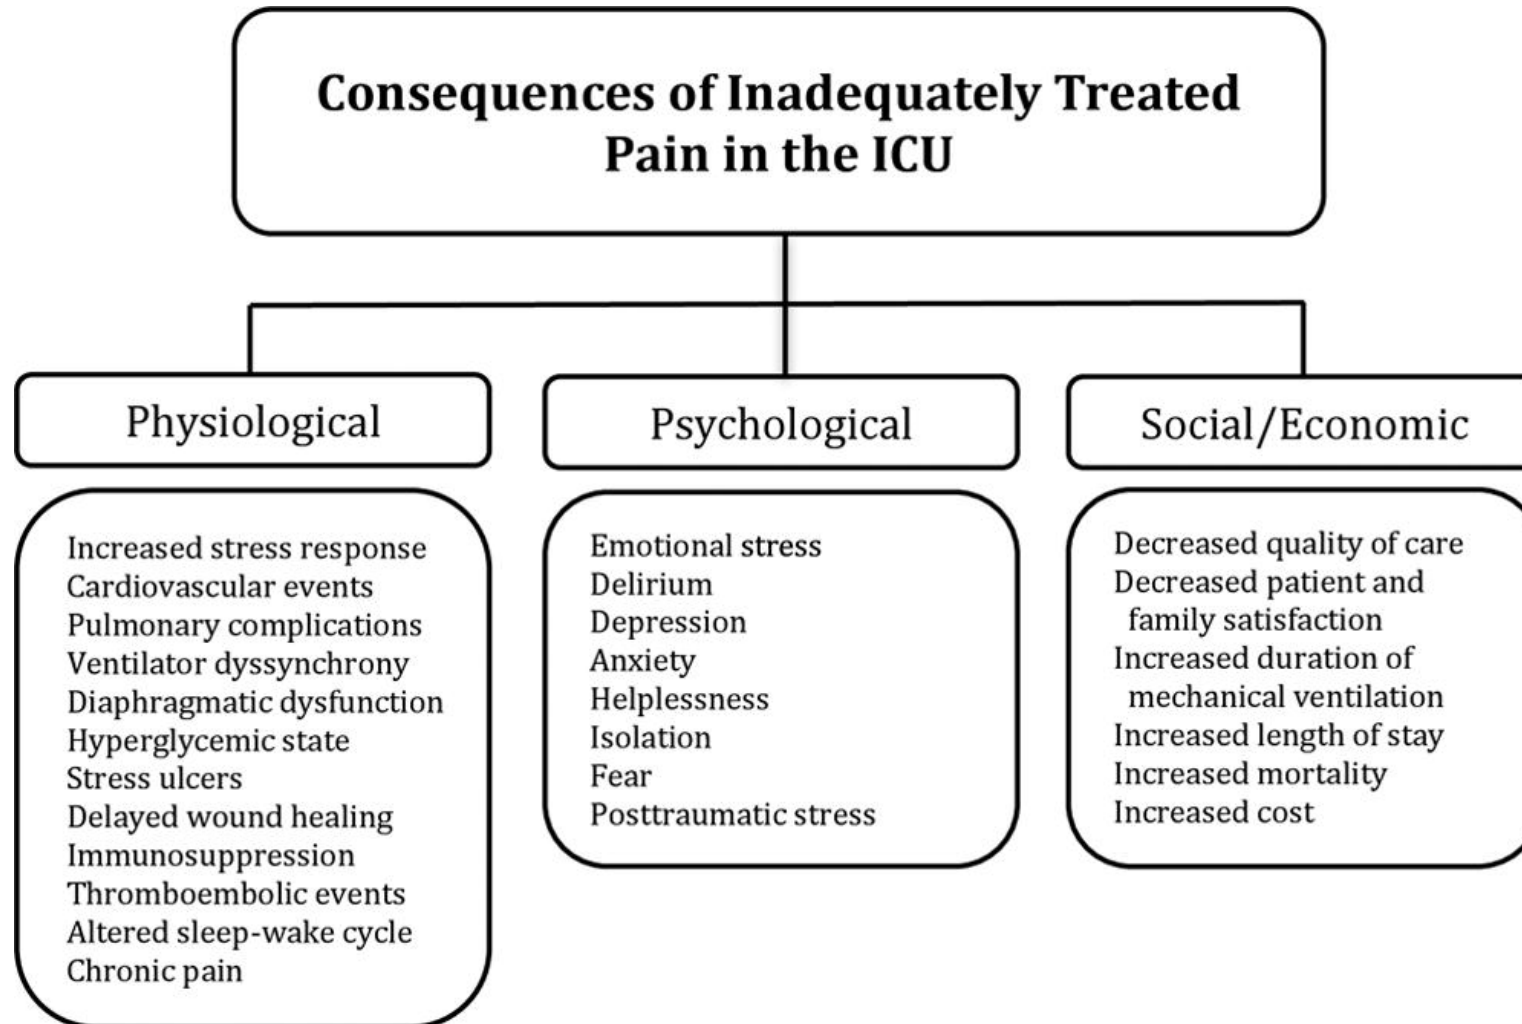 Consequences of Inadequately Treated
Pain in the ICU
Physiological
Increased stress response
Cardiovascular events
Pulmonary complications
Ventilator dyssynchrony
Diaphragmatic dysfunction
Hyperglycemic state
Stress ulcers
Delayed wound healing
Immunosuppression
Thromboembolic events
Altered sleep-wake cycle
Chronic pain
Psychological
Emotional stress
Delirium
Depression
Anxiety
Helplessness
Isolation
Fear
Posttraumatic stress
Social/Economic
Decreased quality of care
Decreased patient and
family satisfaction
Increased duration of
mechanical ventilation
Increased length of stay
Increased mortality
Increased cost